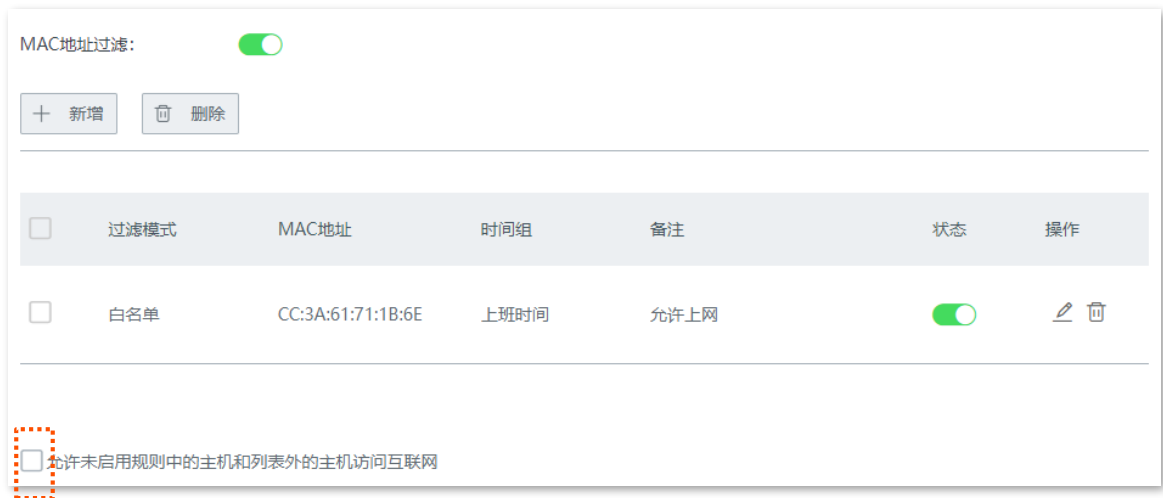 MAC地址过滤:
新增 删除
过滤模式 MAC地址 时间组 备注 状态 操作
白名单 CC:3A:61:71:1B:6E 上班时间 允许上网
允许未启用规则中的主机和列表外的主机访问互联网